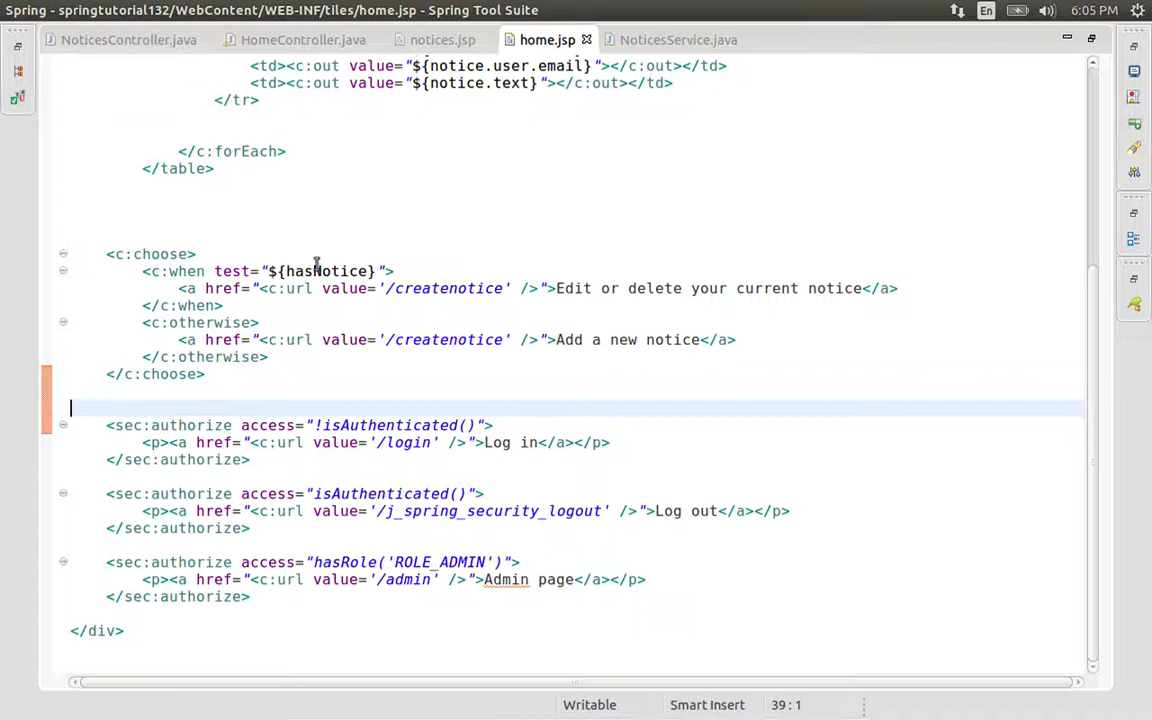 Spring - springtutorial132/WebContent/WEB-INF/tiles/home.jsp - Spring Tool Suite
En
6:05 PM
NoticesController.java
HomeController.java
notices.jsp
home.jsp
NoticesService.java
<td><c:out value="${notice.user.email}"></c:out></td>
<td><c:out value="${notice.text}"></c:out></td>
</tr>
</c:forEach>
</table>
<c:choose>
<c:when test="${hasNotice}">
<a href="<c:url value='/createnotice' />">Edit or delete your current notice</a>
</c:when>
<c:otherwise>
<a href="<c:url value='/createnotice' />">Add a new notice</a>
</c:otherwise>
</c:choose>
<sec:authorize access="!isAuthenticated()">
<p><a href="<c:url value='/login' />">Log in</a></p>
</sec:authorize>
<sec:authorize access="isAuthenticated()">
<p><a href="<c:url value='/j_spring_security_logout' />">Log out</a></p>
</sec:authorize>
<sec:authorize access="hasRole('ROLE_ADMIN')">
<p><a href="<c:url value='/admin' />">Admin page</a></p>
</sec:authorize>
</div>
Writable
Smart Insert
39 : 1